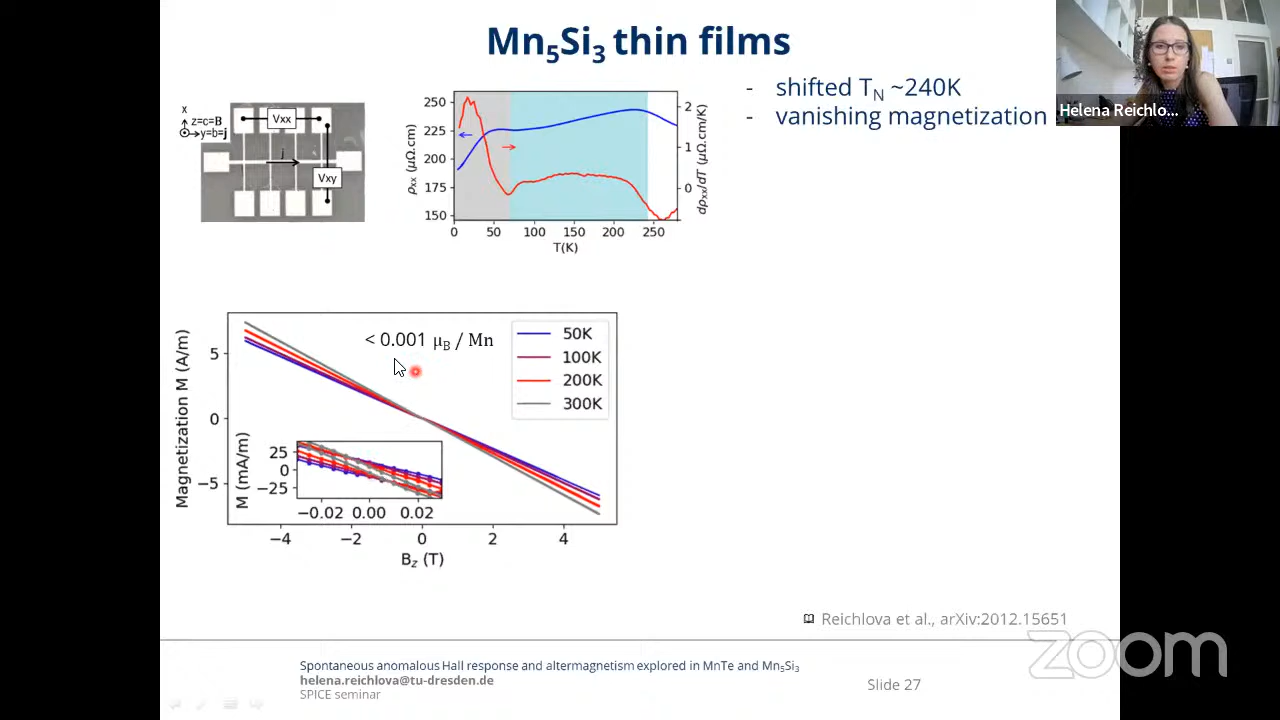 Mn₅Si₃ thin films
- shifted T_N ~240K
- vanishing magnetization
Helena Reichlo...
x
z=c=B
y=b=j
Vxx
j
Vxy
250
225
200
175
150
ρxx (μΩ.cm)
0
50
100
150
200
250
T(K)
2
1
0
dρxx/dT (μΩ.cm/K)
< 0.001 μB / Mn
50K
100K
200K
300K
Magnetization M (A/m)
5
0
−5
M (mA/m)
25
0
−25
−0.02 0.00 0.02
−4 −2 0 2 4
Bz (T)
Reichlova et al., arXiv:2012.15651
zoom
Spontaneous anomalous Hall response and altermagnetism explored in MnTe and Mn₅Si₃
helena.reichlova@tu-dresden.de
SPICE seminar
Slide 27